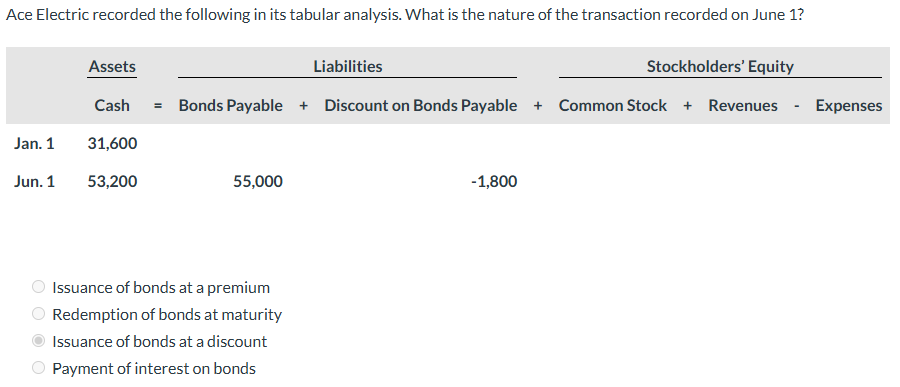 Ace Electric recorded the following in its tabular analysis. What is the nature of the transaction recorded on June 1?
Assets Liabilities Stockholders' Equity
Cash = Bonds Payable + Discount on Bonds Payable + Common Stock + Revenues - Expenses
Jan. 1 31,600
Jun. 1 53,200 55,000 -1,800
Issuance of bonds at a premium
Redemption of bonds at maturity
Issuance of bonds at a discount
Payment of interest on bonds